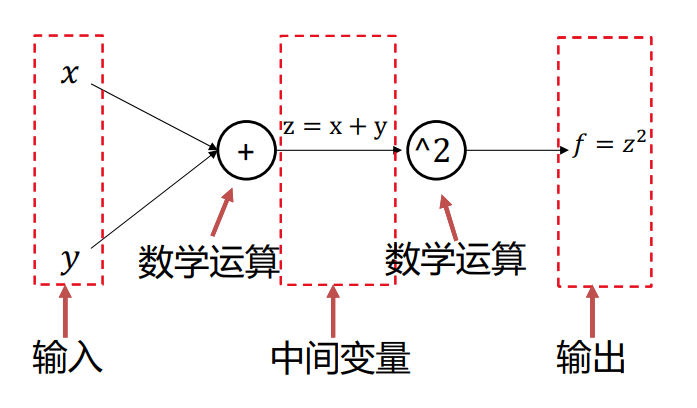 x
y
+
z = x + y
^2
f = z²
数学运算
数学运算
输入
中间变量
输出